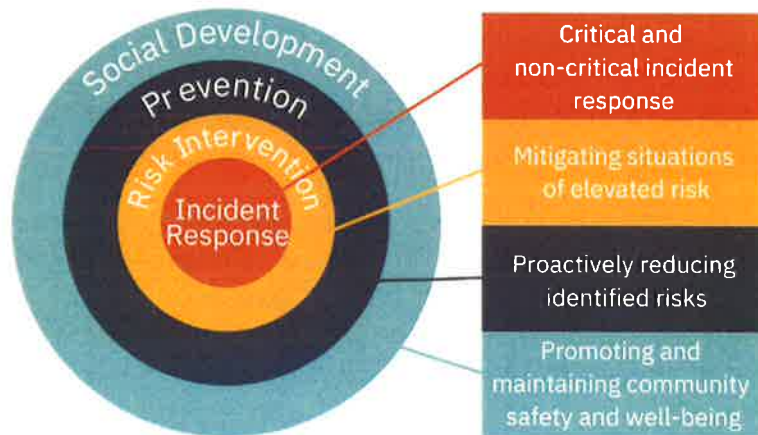 Social Development
Prevention
Risk Intervention
Incident
Response
Critical and
non-critical incident
response
Mitigating situations
of elevated risk
Proactively reducing
identified risks
Promoting and
maintaining community
safety and well-being